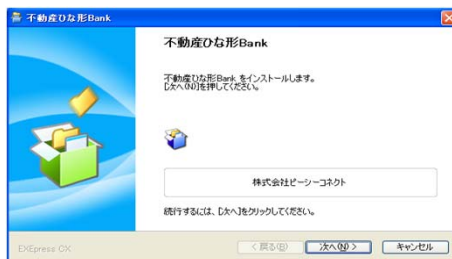 不動産ひな形Bank
不動産ひな形Bank
不動産ひな形Bank をインストールします。
[次へ(N)]を押してください。
株式会社ピーシーコネクト
続行するには、[次へ]をクリックしてください。
EXEpress CX
< 戻る(B)
次へ(N) >
キャンセル